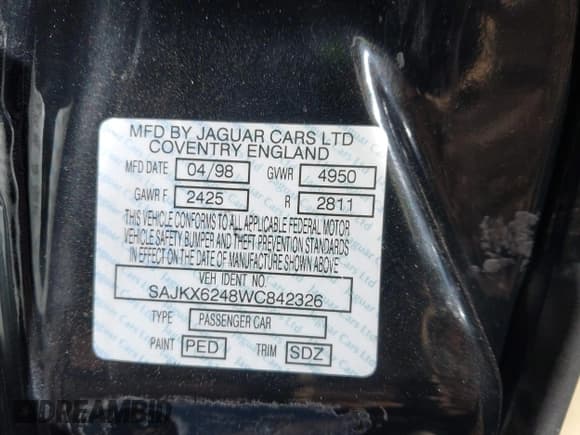 MFD BY JAGUAR CARS LTD
COVENTRY ENGLAND
MFD DATE 04/98 GVWR 4950
GAWR F 2425 R 2811
THIS VEHICLE CONFORMS TO ALL APPLICABLE FEDERAL MOTOR
VEHICLE SAFETY BUMPER AND THEFT PREVENTION STANDARDS
IN EFFECT ON THE DATE OF MANUFACTURE SHOWN ABOVE
VEH IDENT NO.
SAJKX6248WC842326
TYPE PASSENGER CAR
PAINT PED TRIM SDZ
DREAMBID